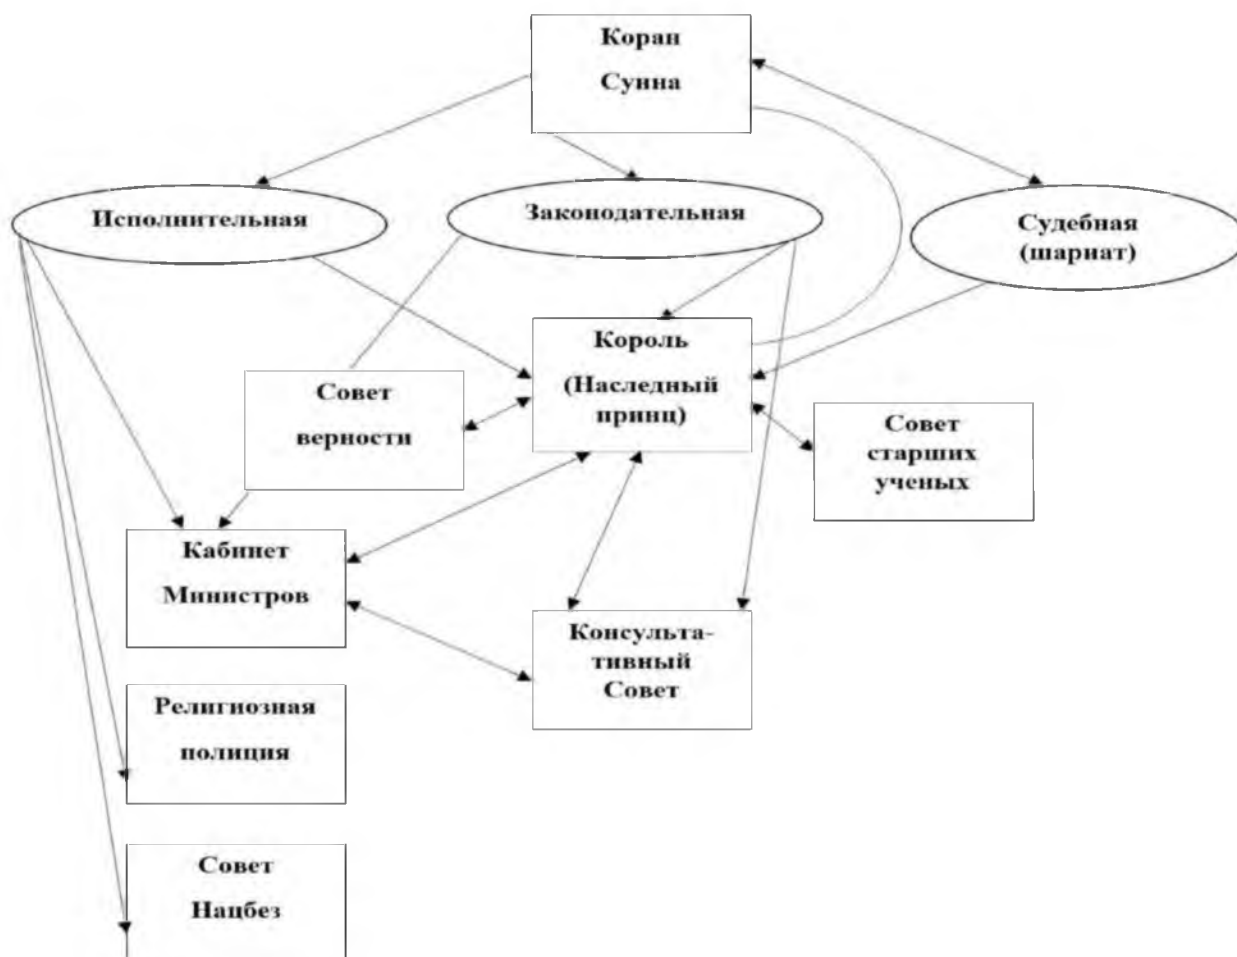 Коран
Сунна
Исполнительная
Законодательная
Судебная
(шариат)
Король
(Наследный
принц)
Совет
верности
Совет
старших
ученых
Кабинет
Министров
Консульта-
тивный
Совет
Религиозная
полиция
Совет
Нацбез